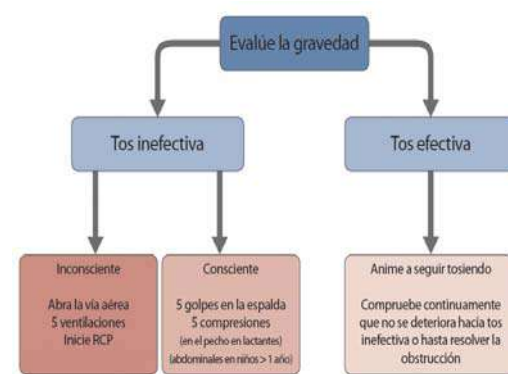 Evalúe la gravedad
Tos inefectiva
Tos efectiva
Inconsciente
Abra la vía aérea
5 ventilaciones
Inicie RCP
Consciente
5 golpes en la espalda
5 compresiones
(en el pecho en lactantes)
(abdominales en niños > 1 año)
Anime a seguir tosiendo
Compruebe continuamente
que no se deteriora hacia tos
inefectiva o hasta resolver la
obstrucción